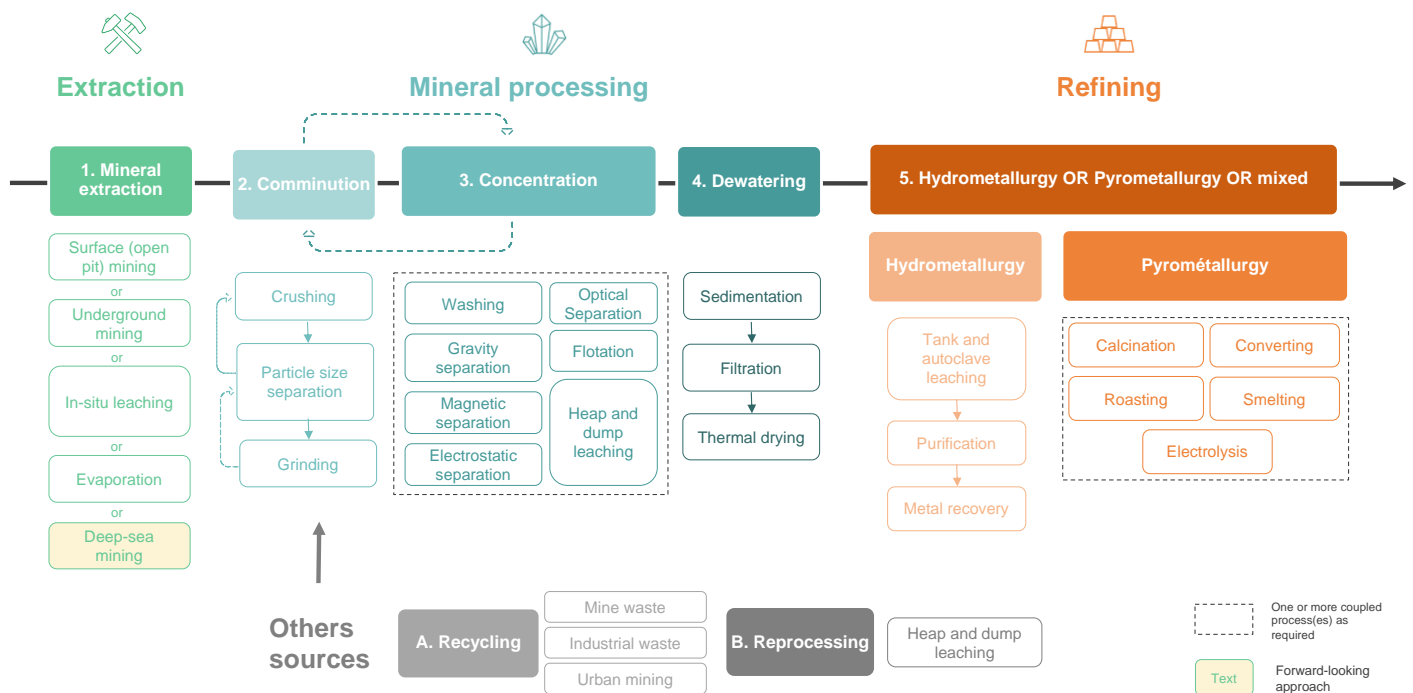 Extraction
Mineral processing
Refining
1. Mineral
extraction
2. Comminution
3. Concentration
4. Dewatering
5. Hydrometallurgy OR Pyrometallurgy OR mixed
Surface (open
pit) mining
or
Underground
mining
or
In-situ leaching
or
Evaporation
or
Deep-sea
mining
Crushing
Particle size
separation
Grinding
Washing
Optical
Separation
Gravity
separation
Flotation
Magnetic
separation
Heap and
dump
leaching
Electrostatic
separation
Sedimentation
Filtration
Thermal drying
Hydrometallurgy
Pyrométallurgy
Tank and
autoclave
leaching
Purification
Metal recovery
Calcination
Converting
Roasting
Smelting
Electrolysis
Others
sources
A. Recycling
Mine waste
Industrial waste
Urban mining
B. Reprocessing
Heap and dump
leaching
One or more coupled
process(es) as
required
Text
Forward-looking
approach